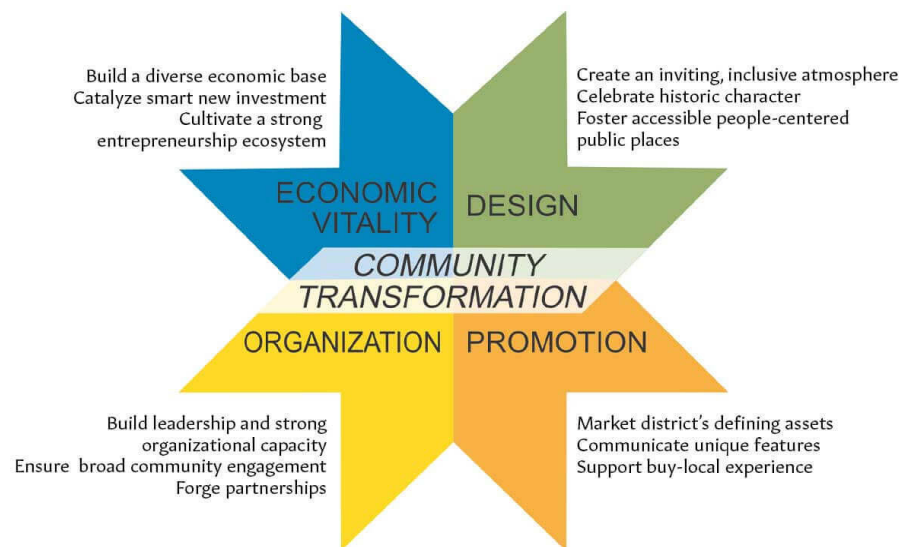 Build a diverse economic base
Catalyze smart new investment
Cultivate a strong
entrepreneurship ecosystem
Create an inviting, inclusive atmosphere
Celebrate historic character
Foster accessible people-centered
public places
ECONOMIC
VITALITY
DESIGN
COMMUNITY
TRANSFORMATION
ORGANIZATION
PROMOTION
Build leadership and strong
organizational capacity
Ensure broad community engagement
Forge partnerships
Market district’s defining assets
Communicate unique features
Support buy-local experience